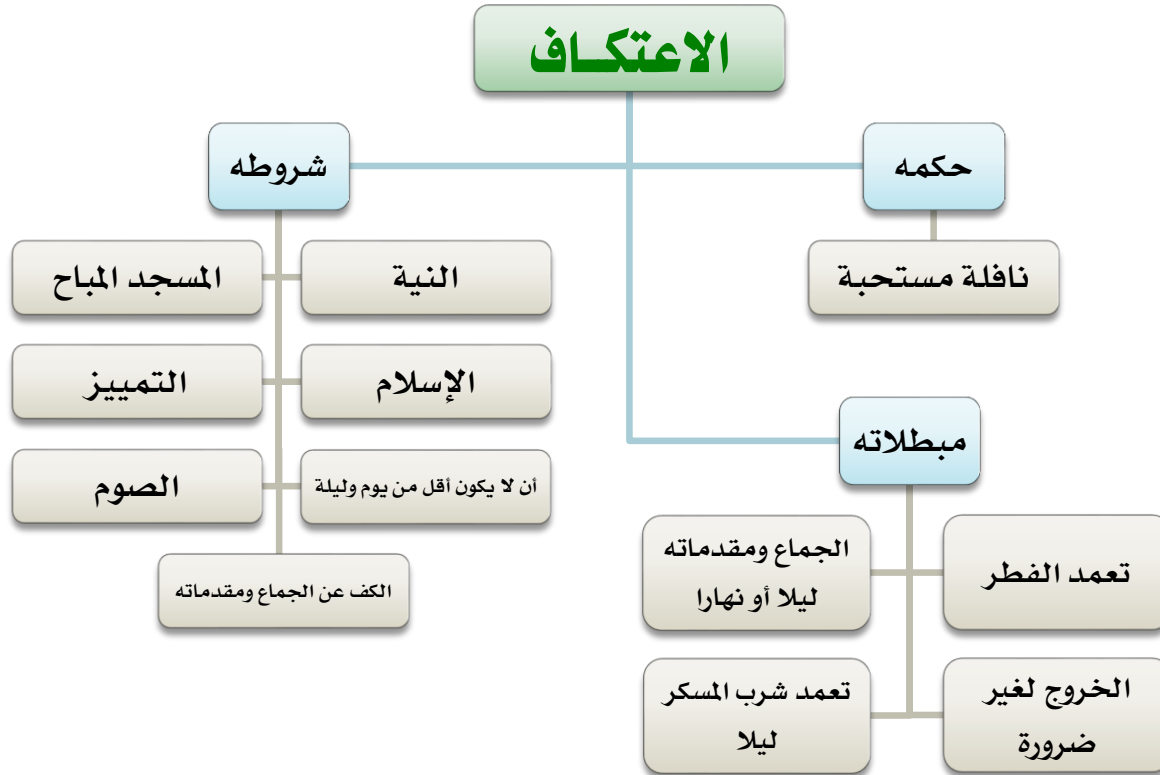 الاعتكاف
حكمه
نافلة مستحبة
شروطه
النية
المسجد المباح
الإسلام
التمييز
أن لا يكون أقل من يوم وليلة
الصوم
الكف عن الجماع ومقدماته
مبطلاته
تعمد الفطر
الجماع ومقدماته
ليلا أو نهارا
الخروج لغير
ضرورة
تعمد شرب المسكر
ليلا